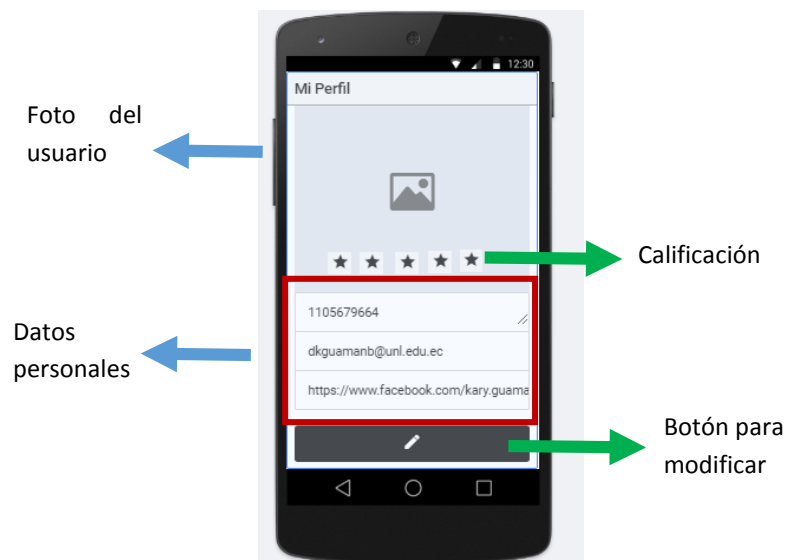 12:30
Mi Perfil
Foto del
usuario
Calificación
1105679664
dkguamanb@unl.edu.ec
https://www.facebook.com/kary.guama
Datos
personales
Botón para
modificar